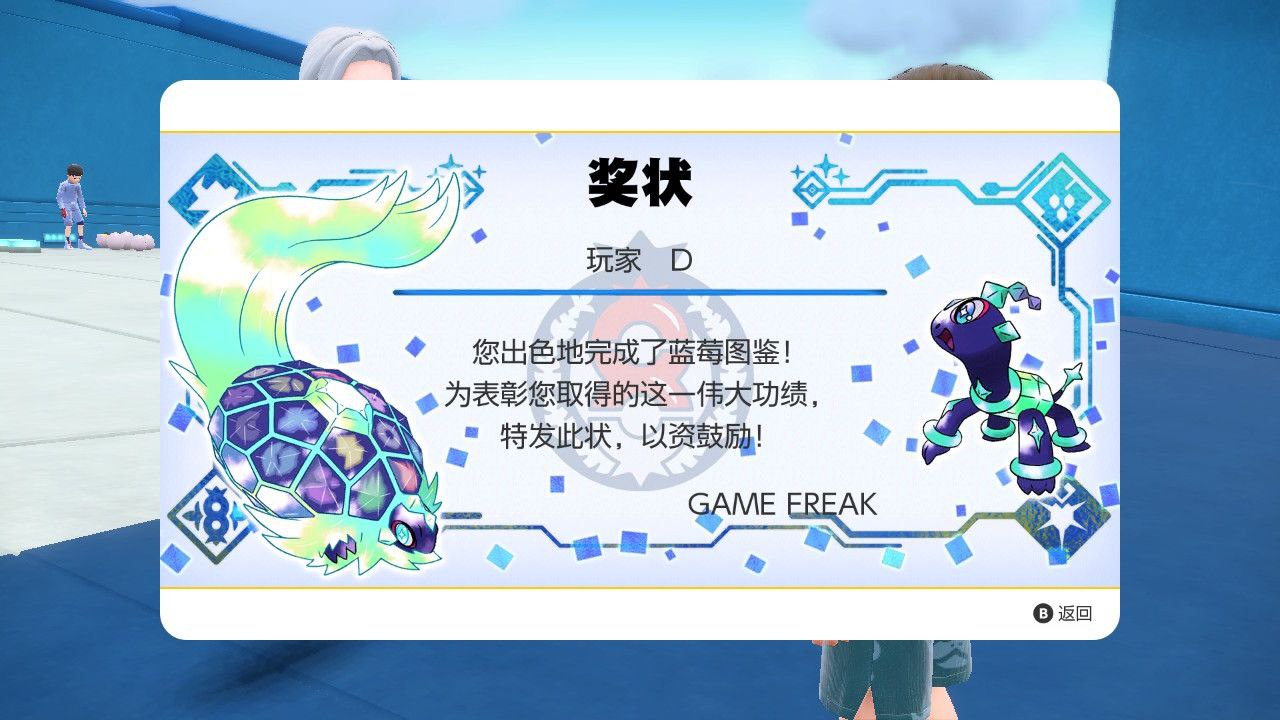 奖状
玩家 D
您出色地完成了蓝莓图鉴！
为表彰您取得的这一伟大功绩，
特发此状，以资鼓励！
GAME FREAK
B 返回